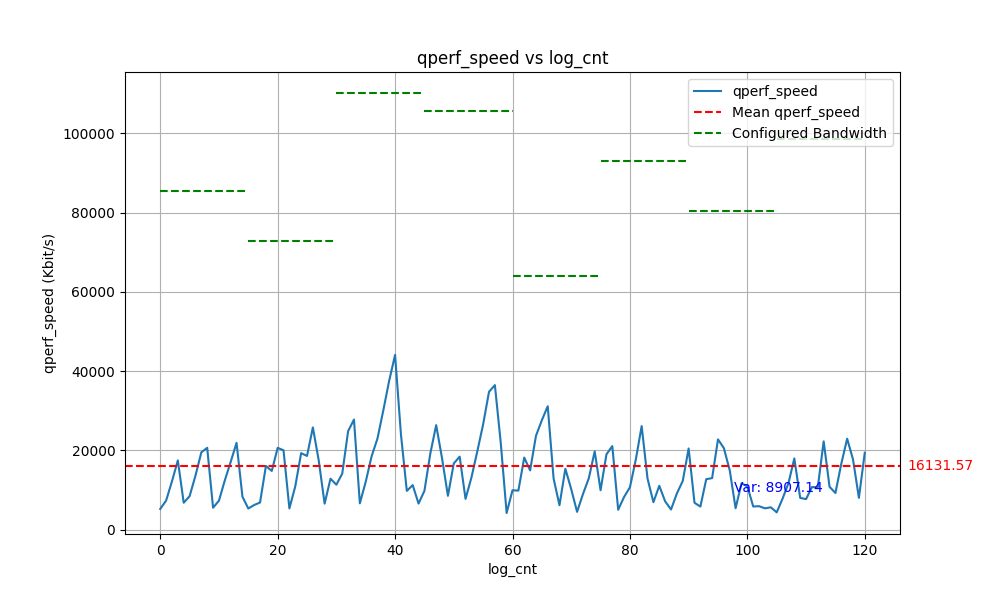 qperf_speed vs log_cnt
qperf_speed
Mean qperf_speed
Configured Bandwidth
100000
80000
60000
40000
20000
0
qperf_speed (Kbit/s)
16131.57
Var: 8907.14
0
20
40
60
80
100
120
log_cnt